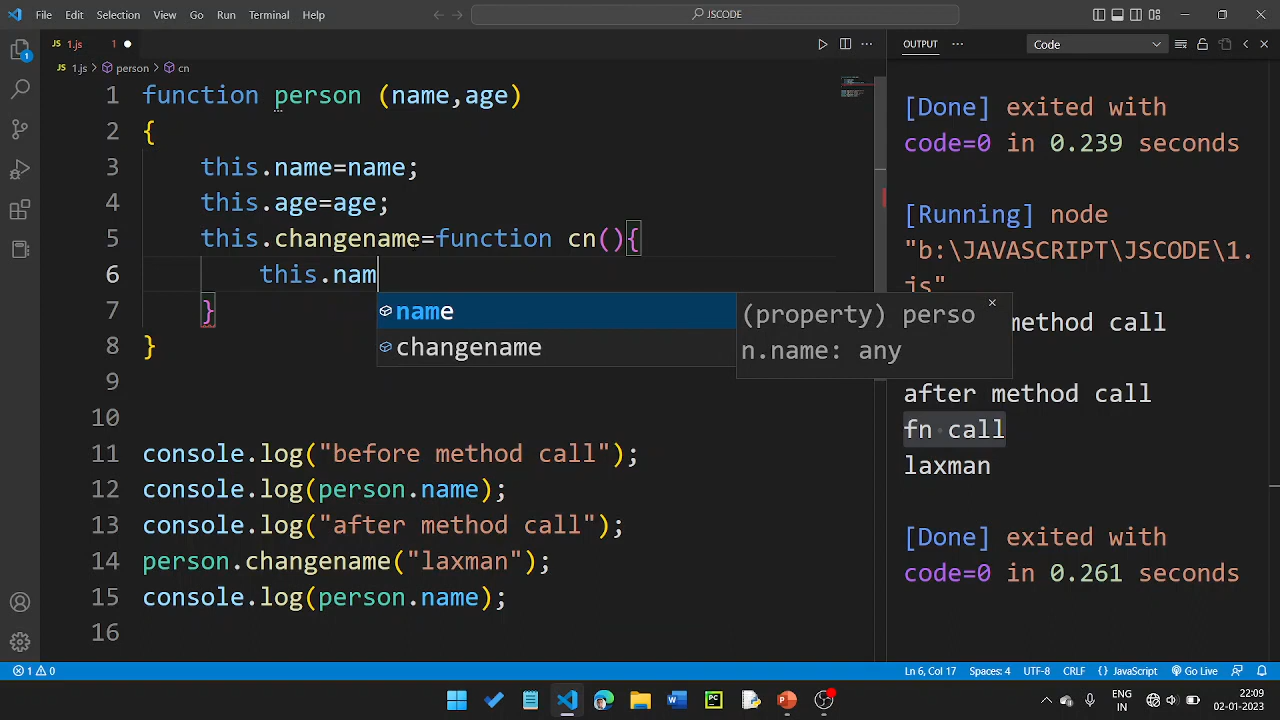 File Edit Selection View Go Run Terminal Help
JSCODE
1
JS 1.js 1
JS 1.js > person > cn
1 function person (name,age)
2 {
3 this.name=name;
4 this.age=age;
5 this.changename=function cn(){
6 this.nam
7 }
8 }
9
10
11 console.log("before method call");
12 console.log(person.name);
13 console.log("after method call");
14 person.changename("laxman");
15 console.log(person.name);
16
name
changename
(property) perso
n.name: any
OUTPUT Code
[Done] exited with
code=0 in 0.239 seconds
[Running] node
"b:\JAVASCRIPT\JSCODE\1.
js"
method call
after method call
fn call
laxman
[Done] exited with
code=0 in 0.261 seconds
1 0 Ln 6, Col 17 Spaces: 4 UTF-8 CRLF {} JavaScript Go Live
W PC P
ENG
IN
22:09
02-01-2023